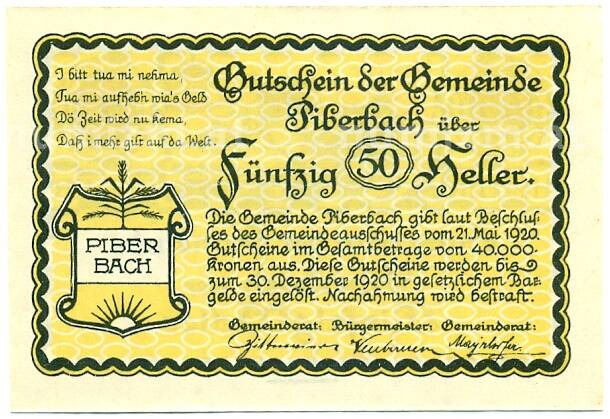 I bitt tua mi nehma,
Tua mi aufheb'n wia's Geld
Dö Zeit wird nu kema,
Daß i mehr gilt auf da Welt.
Gutschein der Gemeinde
Piberbach über
Fünfzig 50 Heller.
Die Gemeinde Piberbach gibt laut Beschlus-
ses des Gemeindeausschusses vom 21. Mai 1920
Gutscheine im Gesamtbetrage von 40.000-
Kronen aus. Diese Gutscheine werden bis
zum 30. Dezember 1920 in gesetzlichem Bar-
gelde eingelöst. Nachahmung wird bestraft.
Gemeinderat: Bürgermeister: Gemeinderat:
PIBER
BACH